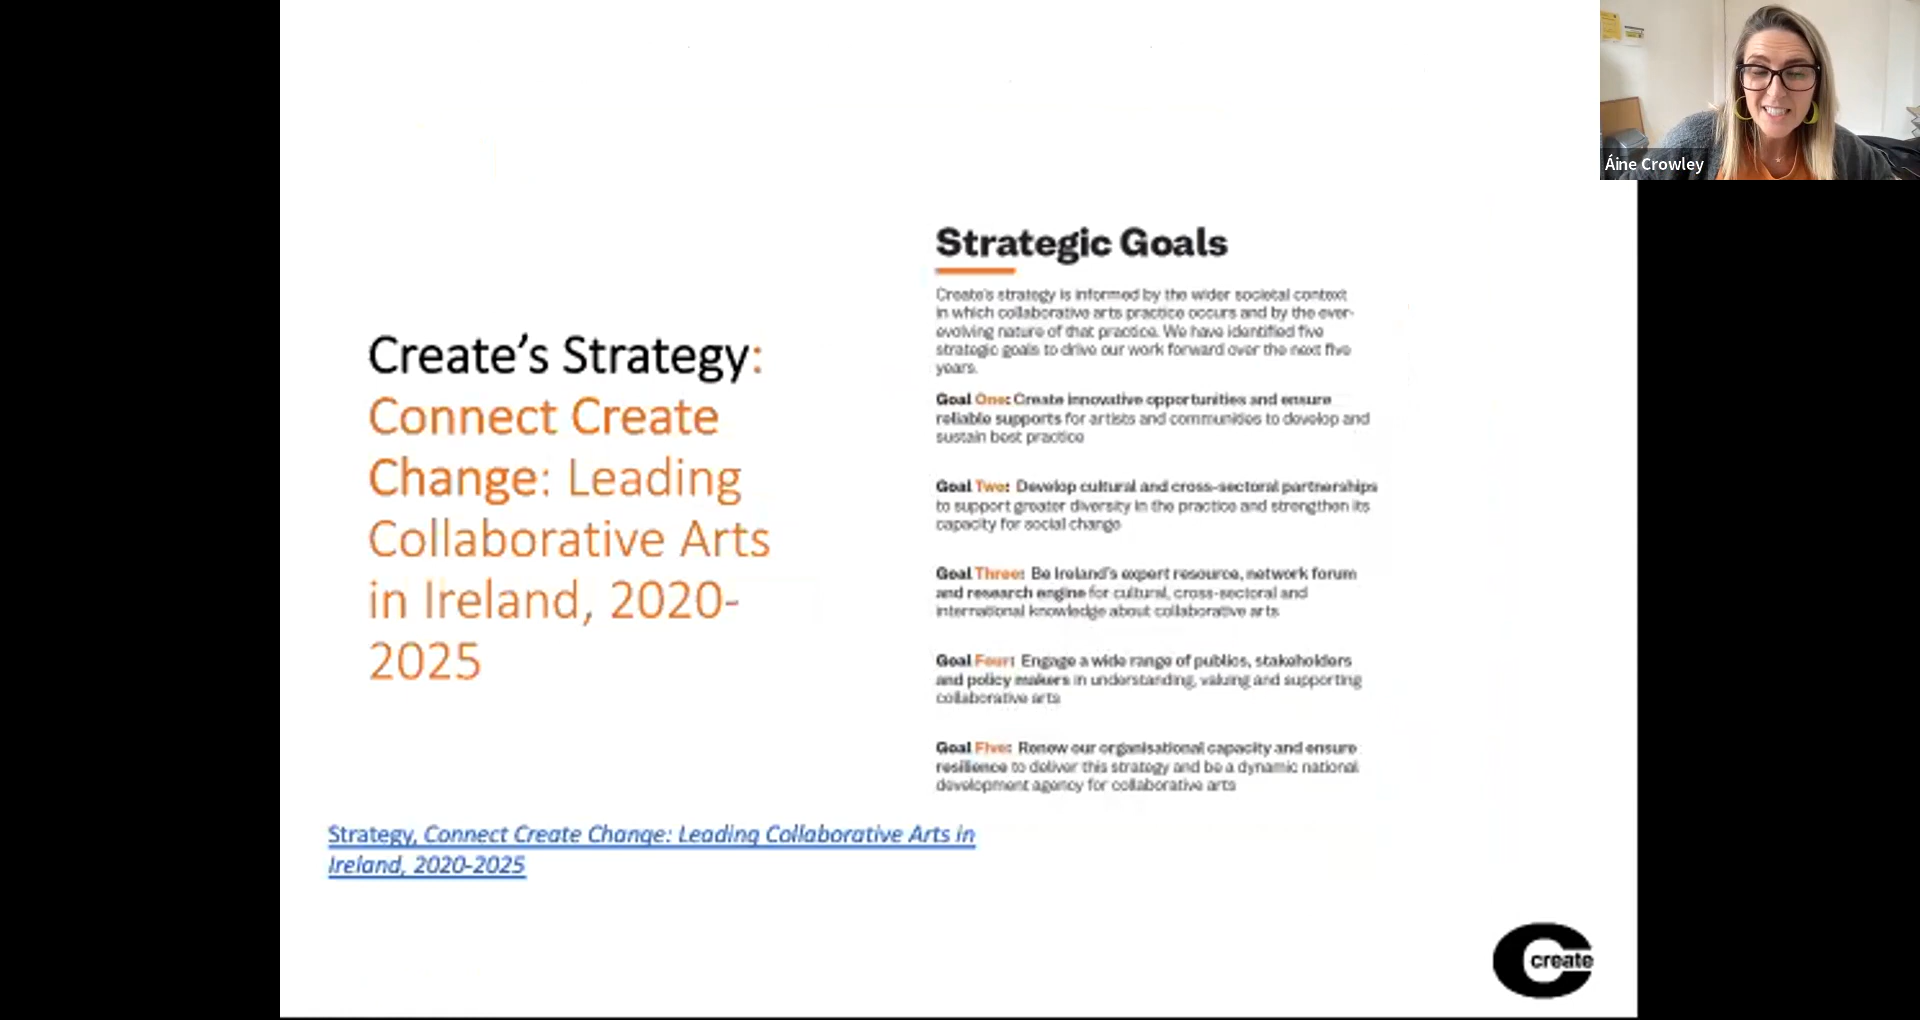 Áine Crowley
Create's Strategy:
Connect Create
Change: Leading
Collaborative Arts
in Ireland, 2020-
2025
Strategic Goals
Create's strategy is informed by the wider societal context
in which collaborative arts practice occurs and by the ever-
evolving nature of that practice. We have identified five
strategic goals to drive our work forward over the next five
years.
Goal One: Create innovative opportunities and ensure
reliable supports for artists and communities to develop and
sustain best practice
Goal Two: Develop cultural and cross-sectoral partnerships
to support greater diversity in the practice and strengthen its
capacity for social change
Goal Three: Be Ireland's expert resource, network forum
and research engine for cultural, cross-sectoral and
international knowledge about collaborative arts
Goal Four: Engage a wide range of publics, stakeholders
and policy makers in understanding, valuing and supporting
collaborative arts
Goal Five: Renew our organisational capacity and ensure
resilience to deliver this strategy and be a dynamic national
development agency for collaborative arts
Strategy, Connect Create Change: Leading Collaborative Arts in
Ireland, 2020-2025
create